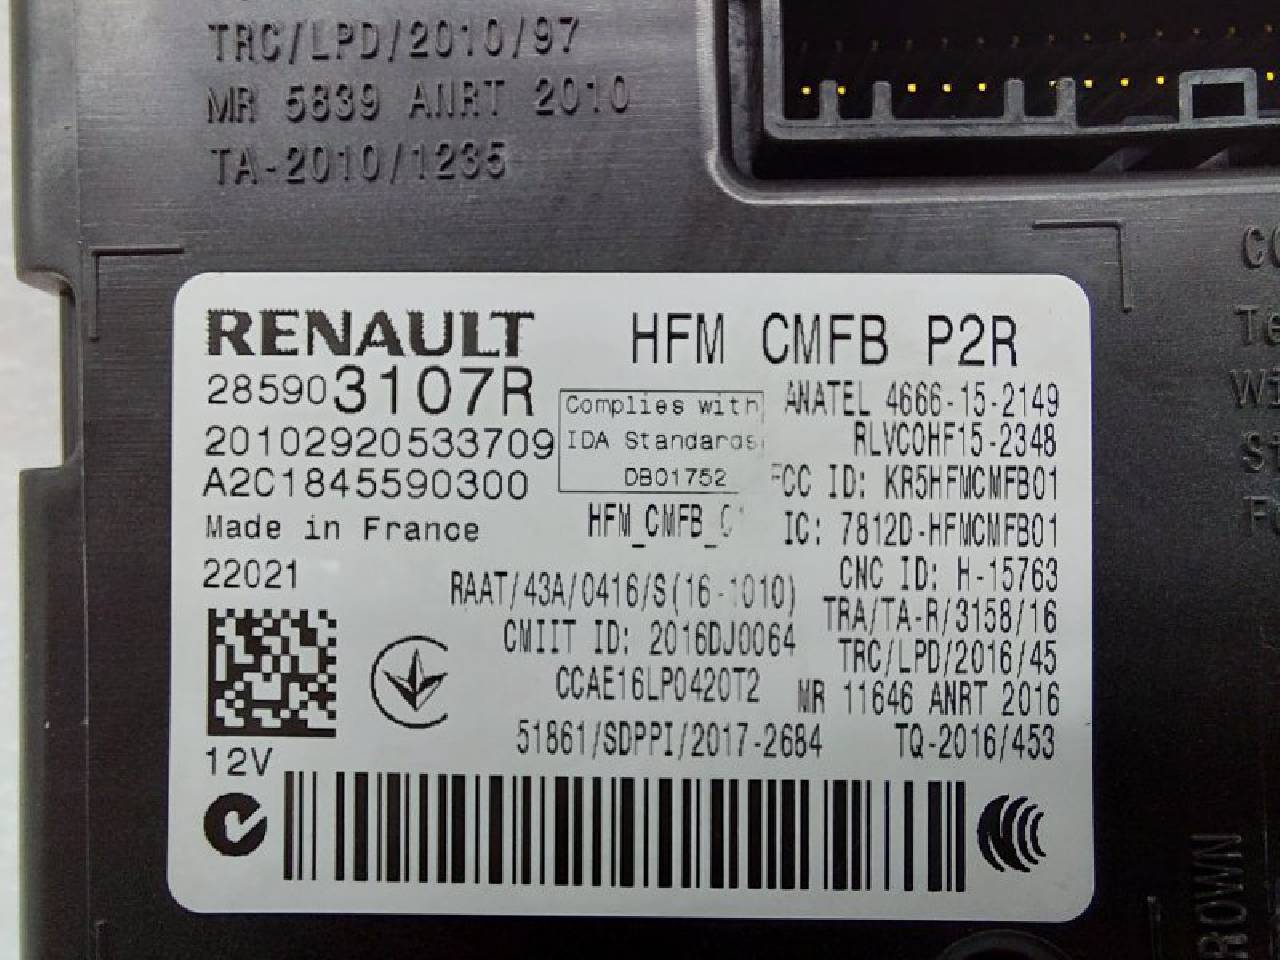 TRC/LPD/2010/97
MR 5839 ANRT 2010
TA-2010/1235
RENAULT HFM CMFB P2R
285903107R
20102920533709
A2C1845590300
Made in France
22021
Complies with
IDA Standards
DB01752
HFM_CMFB_0
ANATEL 4666-15-2149
RLVCOHF15-2348
FCC ID: KR5HFMCMFB01
IC: 7812D-HFMCMFB01
CNC ID: H-15763
RAAT/43A/0416/S(16-1010)
TRA/TA-R/3158/16
CMIIT ID: 2016DJ0064
TRC/LPD/2016/45
CCAE16LP0420T2
MR 11646 ANRT 2016
51861/SDPPI/2017-2684
TQ-2016/453
12V
ROWN